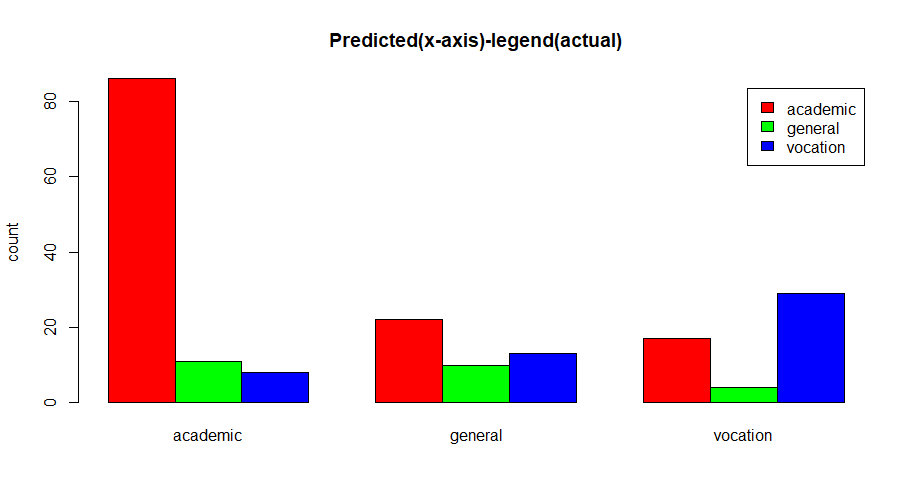 Predicted(x-axis)-legend(actual)
academic
general
vocation
count
80
60
40
20
0
academic general vocation